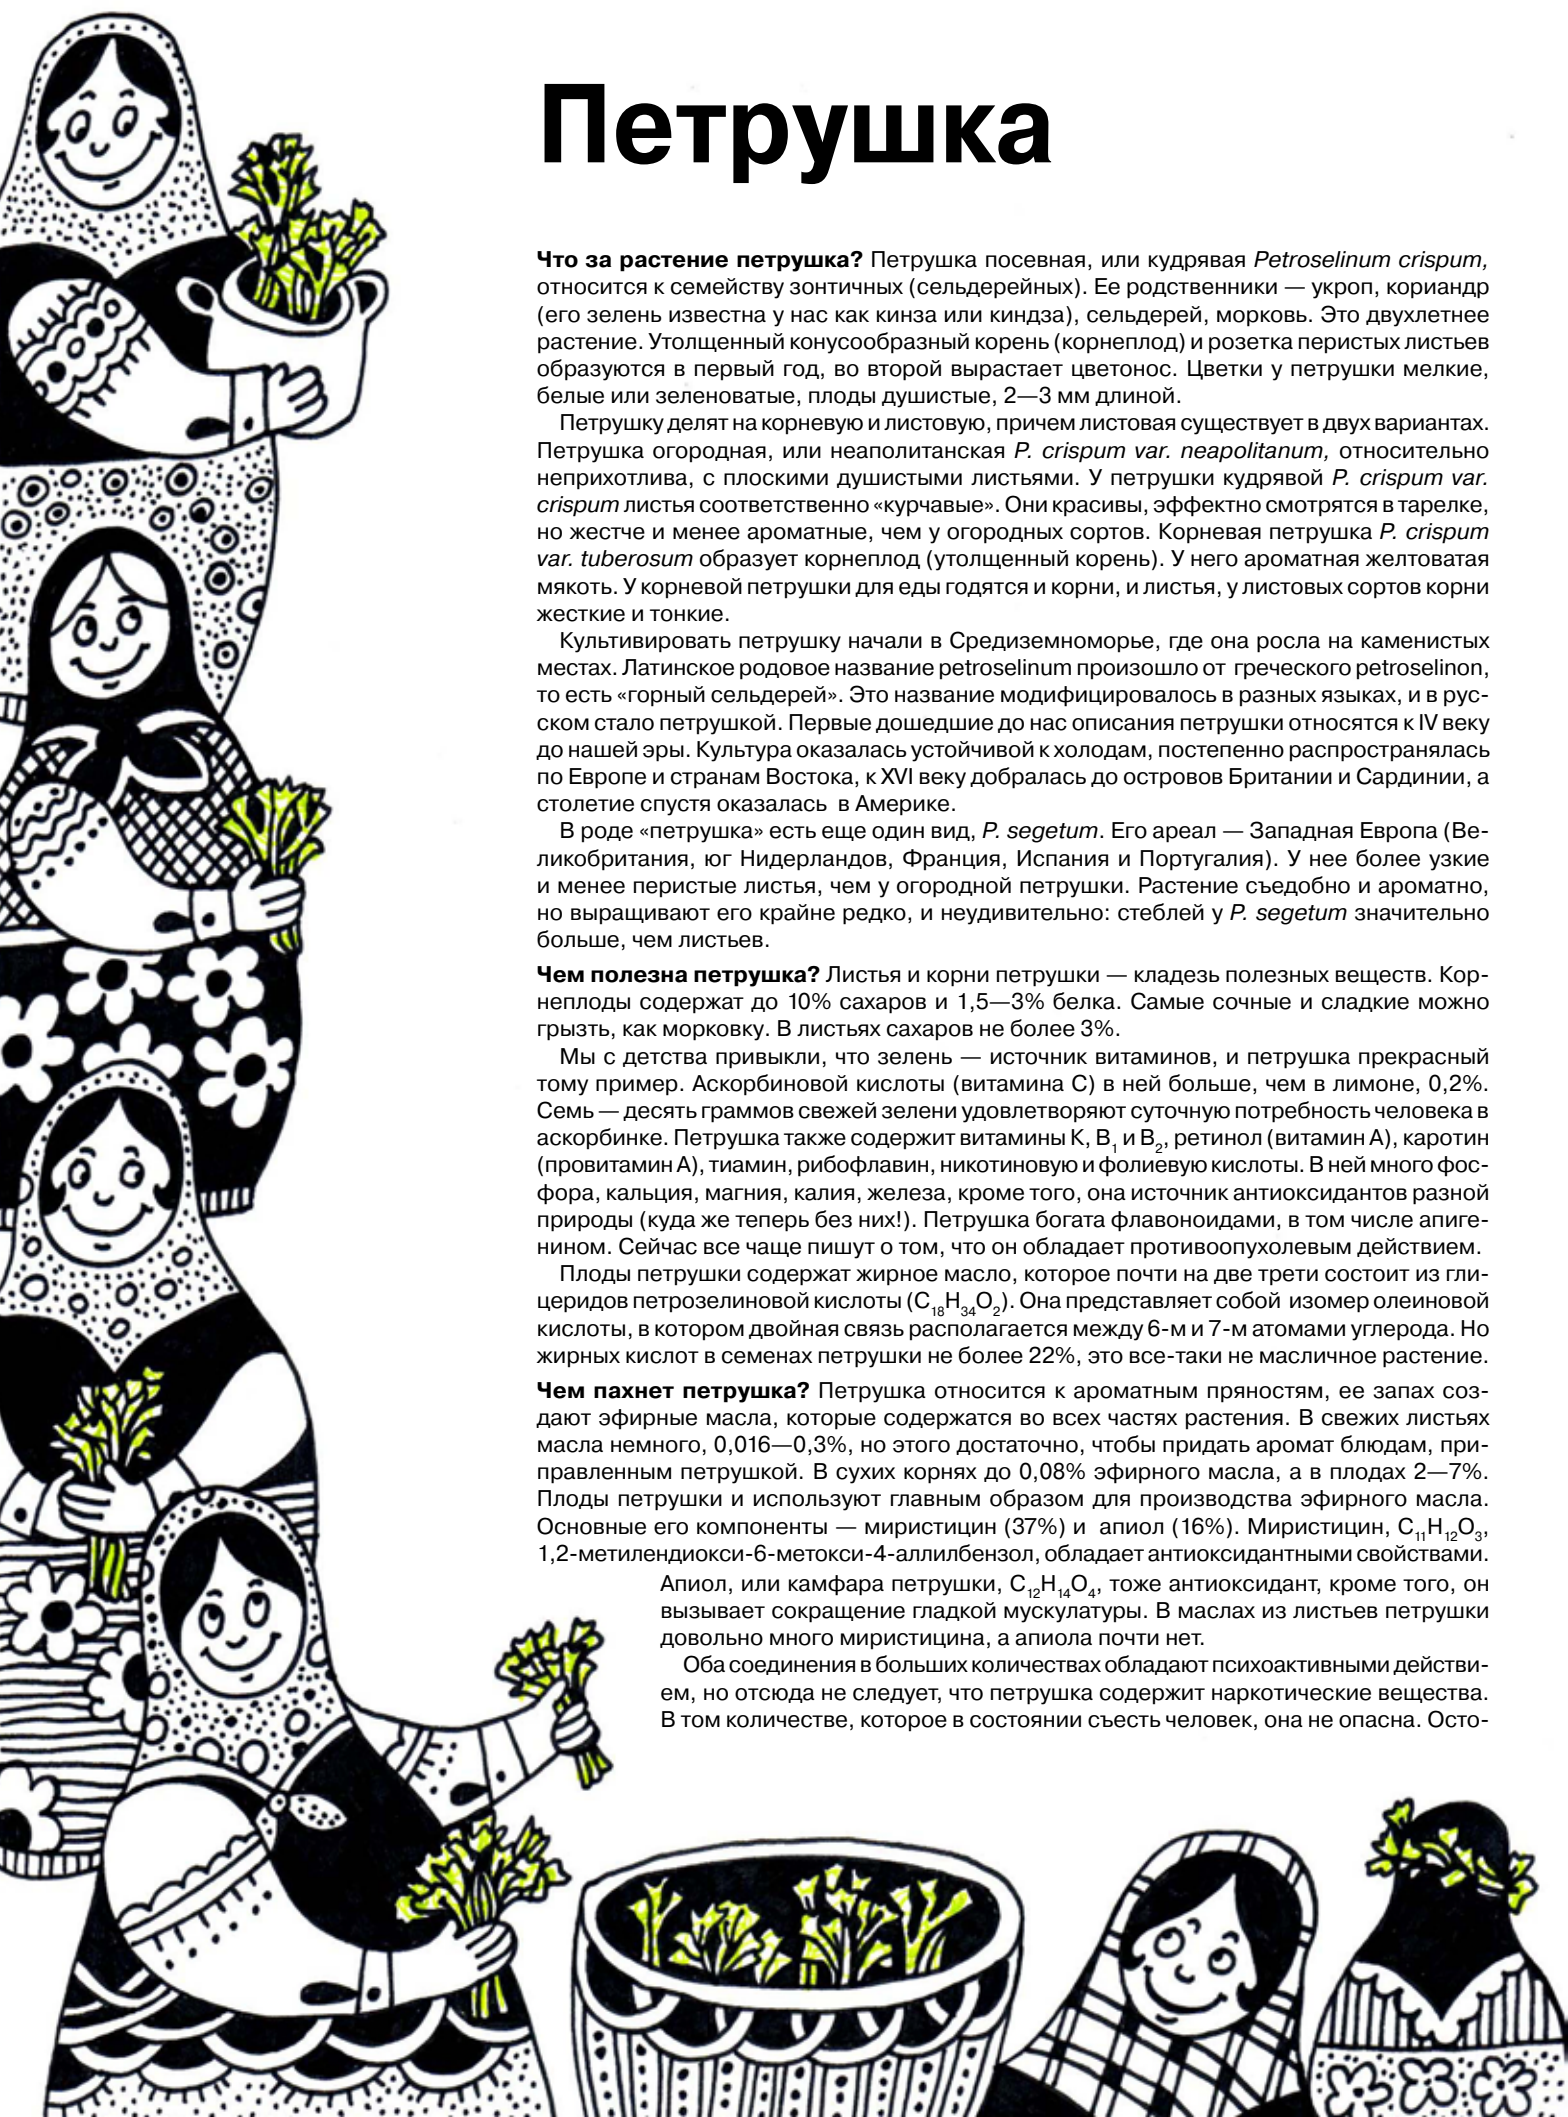 Петрушка
Что за растение петрушка? Петрушка посевная, или кудрявая Petroselinum crispum,
относится к семейству зонтичных (сельдерейных). Ее родственники — укроп, кориандр
(его зелень известна у нас как кинза или киндза), сельдерей, морковь. Это двухлетнее
растение. Утолщенный конусообразный корень (корнеплод) и розетка перистых листьев
образуются в первый год, во второй вырастает цветонос. Цветки у петрушки мелкие,
белые или зеленоватые, плоды душистые, 2—3 мм длиной.
Петрушку делят на корневую и листовую, причем листовая существует в двух вариантах.
Петрушка огородная, или неаполитанская P. crispum var. neapolitanum, относительно
неприхотлива, с плоскими душистыми листьями. У петрушки кудрявой P. crispum var.
crispum листья соответственно «курчавые». Они красивы, эффектно смотрятся в тарелке,
но жестче и менее ароматные, чем у огородных сортов. Корневая петрушка P. crispum
var. tuberosum образует корнеплод (утолщенный корень). У него ароматная желтоватая
мякоть. У корневой петрушки для еды годятся и корни, и листья, у листовых сортов корни
жесткие и тонкие.
Культивировать петрушку начали в Средиземноморье, где она росла на каменистых
местах. Латинское родовое название petroselinum произошло от греческого petroselinon,
то есть «горный сельдерей». Это название модифицировалось в разных языках, и в рус-
ском стало петрушкой. Первые дошедшие до нас описания петрушки относятся к IV веку
до нашей эры. Культура оказалась устойчивой к холодам, постепенно распространялась
по Европе и странам Востока, к XVI веку добралась до островов Британии и Сардинии, а
столетие спустя оказалась в Америке.
В роде «петрушка» есть еще один вид, P. segetum. Его ареал — Западная Европа (Ве-
ликобритания, юг Нидерландов, Франция, Испания и Португалия). У нее более узкие
и менее перистые листья, чем у огородной петрушки. Растение съедобно и ароматно,
но выращивают его крайне редко, и неудивительно: стеблей у P. segetum значительно
больше, чем листьев.
Чем полезна петрушка? Листья и корни петрушки — кладезь полезных веществ. Кор-
неплоды содержат до 10% сахаров и 1,5—3% белка. Самые сочные и сладкие можно
грызть, как морковку. В листьях сахаров не более 3%.
Мы с детства привыкли, что зелень — источник витаминов, и петрушка прекрасный
тому пример. Аскорбиновой кислоты (витамина С) в ней больше, чем в лимоне, 0,2%.
Семь — десять граммов свежей зелени удовлетворяют суточную потребность человека в
аскорбинке. Петрушка также содержит витамины К, В₁ и В₂, ретинол (витамин А), каротин
(провитамин А), тиамин, рибофлавин, никотиновую и фолиевую кислоты. В ней много фос-
фора, кальция, магния, калия, железа, кроме того, она источник антиоксидантов разной
природы (куда же теперь без них!). Петрушка богата флавоноидами, в том числе апиге-
нином. Сейчас все чаще пишут о том, что он обладает противоопухолевым действием.
Плоды петрушки содержат жирное масло, которое почти на две трети состоит из гли-
церидов петрозелиновой кислоты (C₁₈H₃₄O₂). Она представляет собой изомер олеиновой
кислоты, в котором двойная связь располагается между 6-м и 7-м атомами углерода. Но
жирных кислот в семенах петрушки не более 22%, это все-таки не масличное растение.
Чем пахнет петрушка? Петрушка относится к ароматным пряностям, ее запах соз-
дают эфирные масла, которые содержатся во всех частях растения. В свежих листьях
масла немного, 0,016—0,3%, но этого достаточно, чтобы придать аромат блюдам, при-
правленным петрушкой. В сухих корнях до 0,08% эфирного масла, а в плодах 2—7%.
Плоды петрушки и используют главным образом для производства эфирного масла.
Основные его компоненты — миристицин (37%) и апиол (16%). Миристицин, C₁₁H₁₂O₃,
1,2-метилендиокси-6-метокси-4-аллилбензол, обладает антиоксидантными свойствами.
Апиол, или камфара петрушки, C₁₂H₁₄O₄, тоже антиоксидант, кроме того, он
вызывает сокращение гладкой мускулатуры. В маслах из листьев петрушки
довольно много миристицина, а апиола почти нет.
Оба соединения в больших количествах обладают психоактивными действи-
ем, но отсюда не следует, что петрушка содержит наркотические вещества.
В том количестве, которое в состоянии съесть человек, она не опасна. Осто-